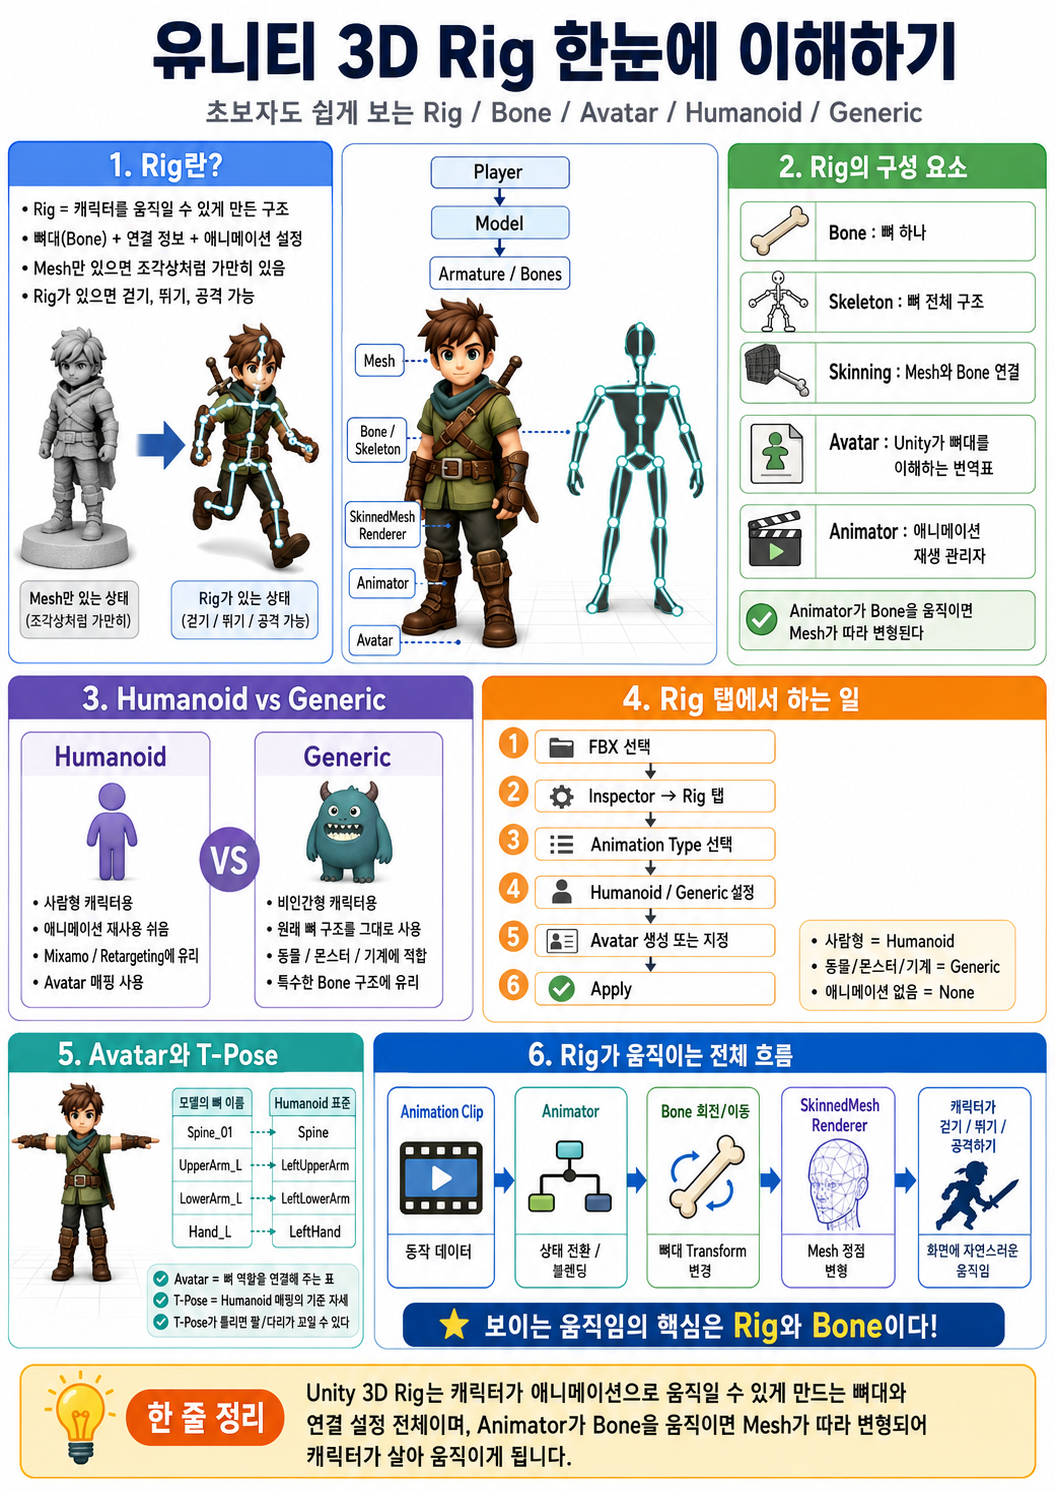 유니티 3D Rig 한눈에 이해하기
초보자도 쉽게 보는 Rig / Bone / Avatar / Humanoid / Generic
1. Rig란?
• Rig = 캐릭터를 움직일 수 있게 만든 구조
• 뼈대(Bone) + 연결 정보 + 애니메이션 설정
• Mesh만 있으면 조각상처럼 가만히 있음
• Rig가 있으면 걷기, 뛰기, 공격 가능
Mesh만 있는 상태
(조각상처럼 가만히)
Rig가 있는 상태
(걷기 / 뛰기 / 공격 가능)
Player
Model
Armature / Bones
Mesh
Bone /
Skeleton
SkinnedMesh
Renderer
Animator
Avatar
2. Rig의 구성 요소
Bone : 뼈 하나
Skeleton : 뼈 전체 구조
Skinning : Mesh와 Bone 연결
Avatar : Unity가 뼈대를
이해하는 번역표
Animator : 애니메이션
재생 관리자
Animator가 Bone을 움직이면
Mesh가 따라 변형된다
3. Humanoid vs Generic
Humanoid
• 사람형 캐릭터용
• 애니메이션 재사용 쉬움
• Mixamo / Retargeting에 유리
• Avatar 매핑 사용
VS
Generic
• 비인간형 캐릭터용
• 원래 뼈 구조를 그대로 사용
• 동물 / 몬스터 / 기계에 적합
• 특수한 Bone 구조에 유리
4. Rig 탭에서 하는 일
1 FBX 선택
2 Inspector → Rig 탭
3 Animation Type 선택
4 Humanoid / Generic 설정
5 Avatar 생성 또는 지정
6 Apply
• 사람형 = Humanoid
• 동물/몬스터/기계 = Generic
• 애니메이션 없음 = None
5. Avatar와 T-Pose
모델의 뼈 이름 Humanoid 표준
Spine_01 Spine
UpperArm_L LeftUpperArm
LowerArm_L LeftLowerArm
Hand_L LeftHand
Avatar = 뼈 역할을 연결해 주는 표
T-Pose = Humanoid 매핑의 기준 자세
T-Pose가 틀리면 팔/다리가 꼬일 수 있다
6. Rig가 움직이는 전체 흐름
Animation Clip
동작 데이터
Animator
상태 전환 /
블렌딩
Bone 회전/이동
뼈대 Transform
변경
SkinnedMesh
Renderer
Mesh 정점
변형
캐릭터가
걷기 / 뛰기 /
공격하기
화면에 자연스러운
움직임
보이는 움직임의 핵심은 Rig와 Bone이다!
한 줄 정리
Unity 3D Rig는 캐릭터가 애니메이션으로 움직일 수 있게 만드는 뼈대와
연결 설정 전체이며, Animator가 Bone을 움직이면 Mesh가 따라 변형되어
캐릭터가 살아 움직이게 됩니다.